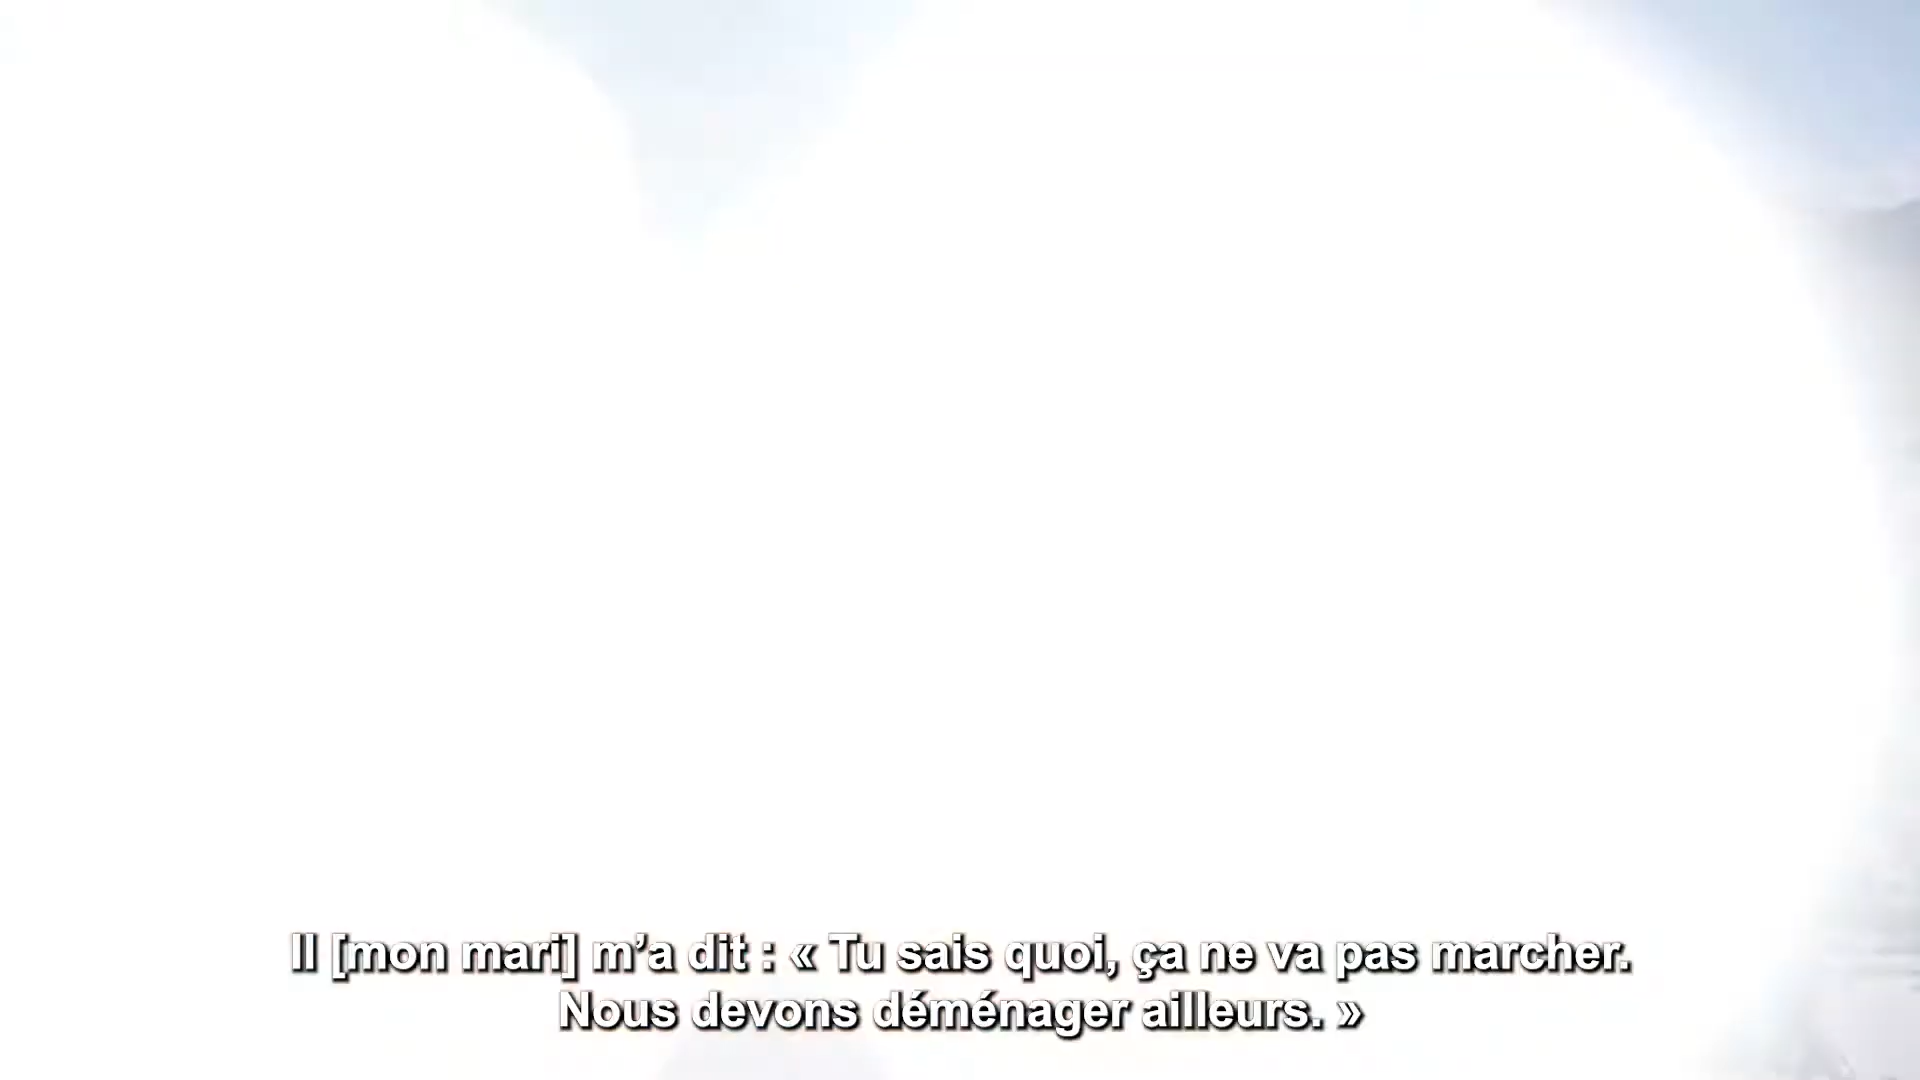 Il [mon mari] m’a dit : « Tu sais quoi, ça ne va pas marcher.
Nous devons déménager ailleurs. »